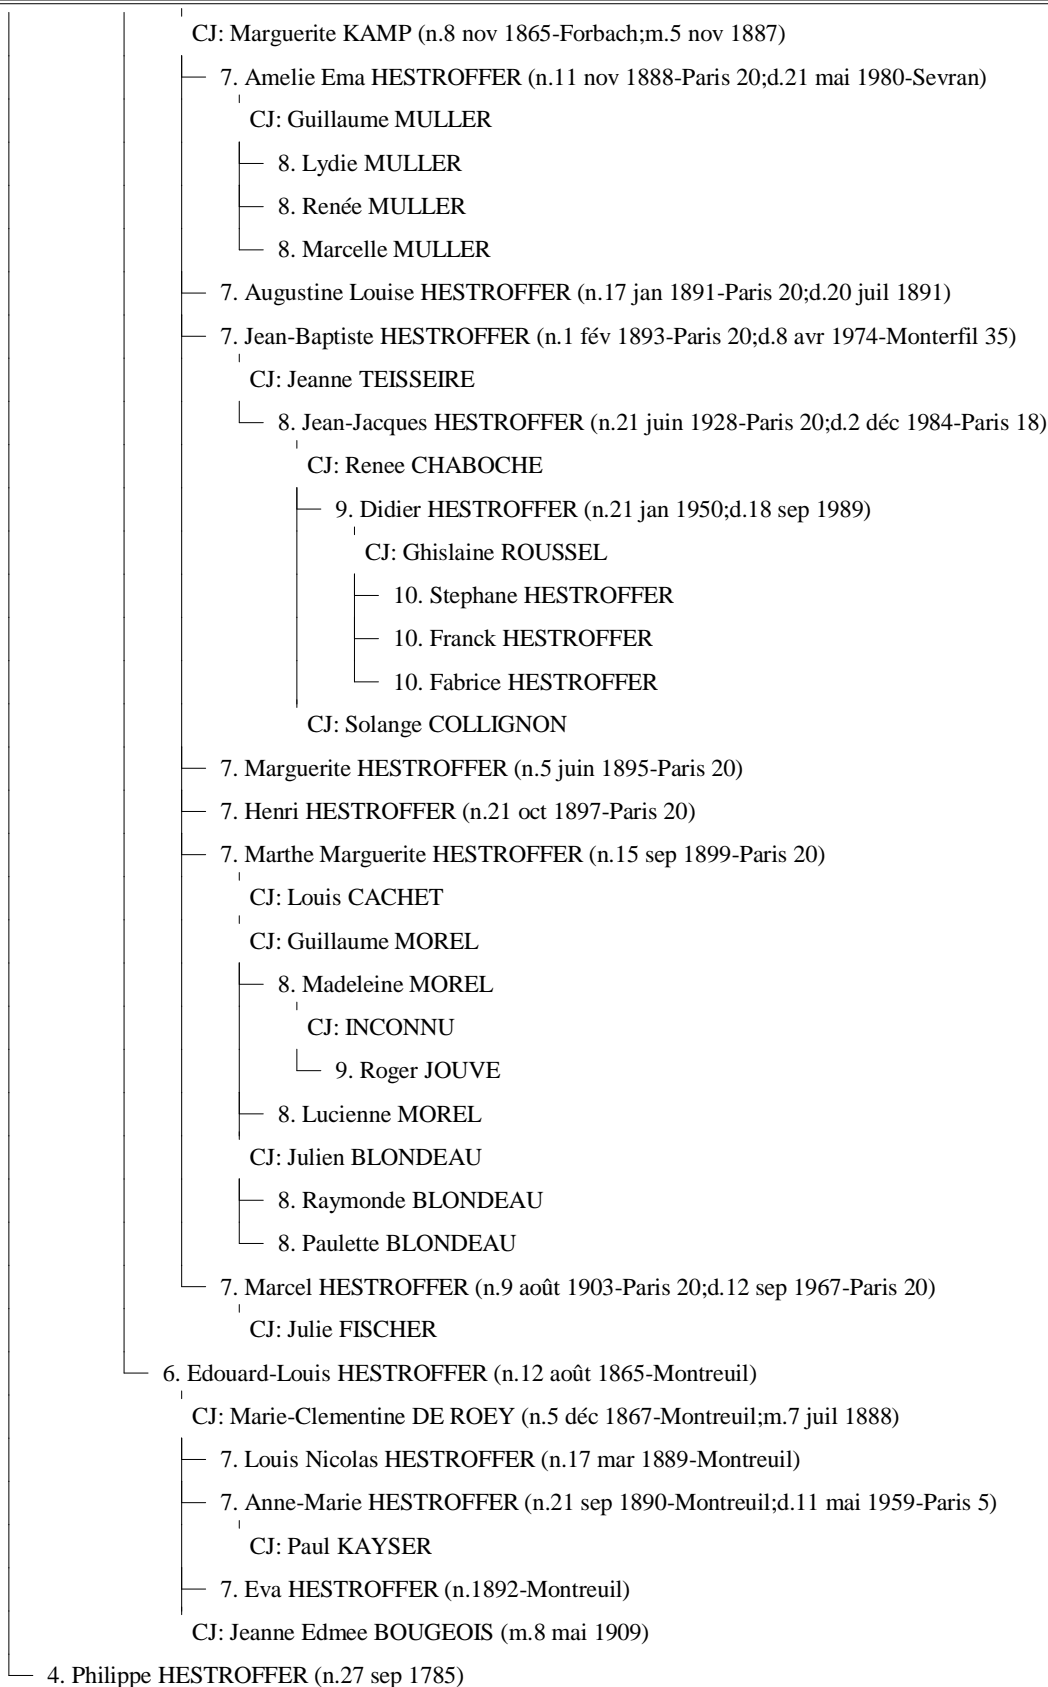 CJ: Marguerite KAMP (n.8 nov 1865-Forbach;m.5 nov 1887)
7. Amelie Ema HESTROFFER (n.11 nov 1888-Paris 20;d.21 mai 1980-Sevran)
CJ: Guillaume MULLER
8. Lydie MULLER
8. Renée MULLER
8. Marcelle MULLER
7. Augustine Louise HESTROFFER (n.17 jan 1891-Paris 20;d.20 juil 1891)
7. Jean-Baptiste HESTROFFER (n.1 fév 1893-Paris 20;d.8 avr 1974-Monterfil 35)
CJ: Jeanne TEISSEIRE
8. Jean-Jacques HESTROFFER (n.21 juin 1928-Paris 20;d.2 déc 1984-Paris 18)
CJ: Renee CHABOCHE
9. Didier HESTROFFER (n.21 jan 1950;d.18 sep 1989)
CJ: Ghislaine ROUSSEL
10. Stephane HESTROFFER
10. Franck HESTROFFER
10. Fabrice HESTROFFER
CJ: Solange COLLIGNON
7. Marguerite HESTROFFER (n.5 juin 1895-Paris 20)
7. Henri HESTROFFER (n.21 oct 1897-Paris 20)
7. Marthe Marguerite HESTROFFER (n.15 sep 1899-Paris 20)
CJ: Louis CACHET
CJ: Guillaume MOREL
8. Madeleine MOREL
CJ: INCONNU
9. Roger JOUVE
8. Lucienne MOREL
CJ: Julien BLONDEAU
8. Raymonde BLONDEAU
8. Paulette BLONDEAU
7. Marcel HESTROFFER (n.9 août 1903-Paris 20;d.12 sep 1967-Paris 20)
CJ: Julie FISCHER
6. Edouard-Louis HESTROFFER (n.12 août 1865-Montreuil)
CJ: Marie-Clementine DE ROEY (n.5 déc 1867-Montreuil;m.7 juil 1888)
7. Louis Nicolas HESTROFFER (n.17 mar 1889-Montreuil)
7. Anne-Marie HESTROFFER (n.21 sep 1890-Montreuil;d.11 mai 1959-Paris 5)
CJ: Paul KAYSER
7. Eva HESTROFFER (n.1892-Montreuil)
CJ: Jeanne Edmee BOUGEOIS (m.8 mai 1909)
4. Philippe HESTROFFER (n.27 sep 1785)